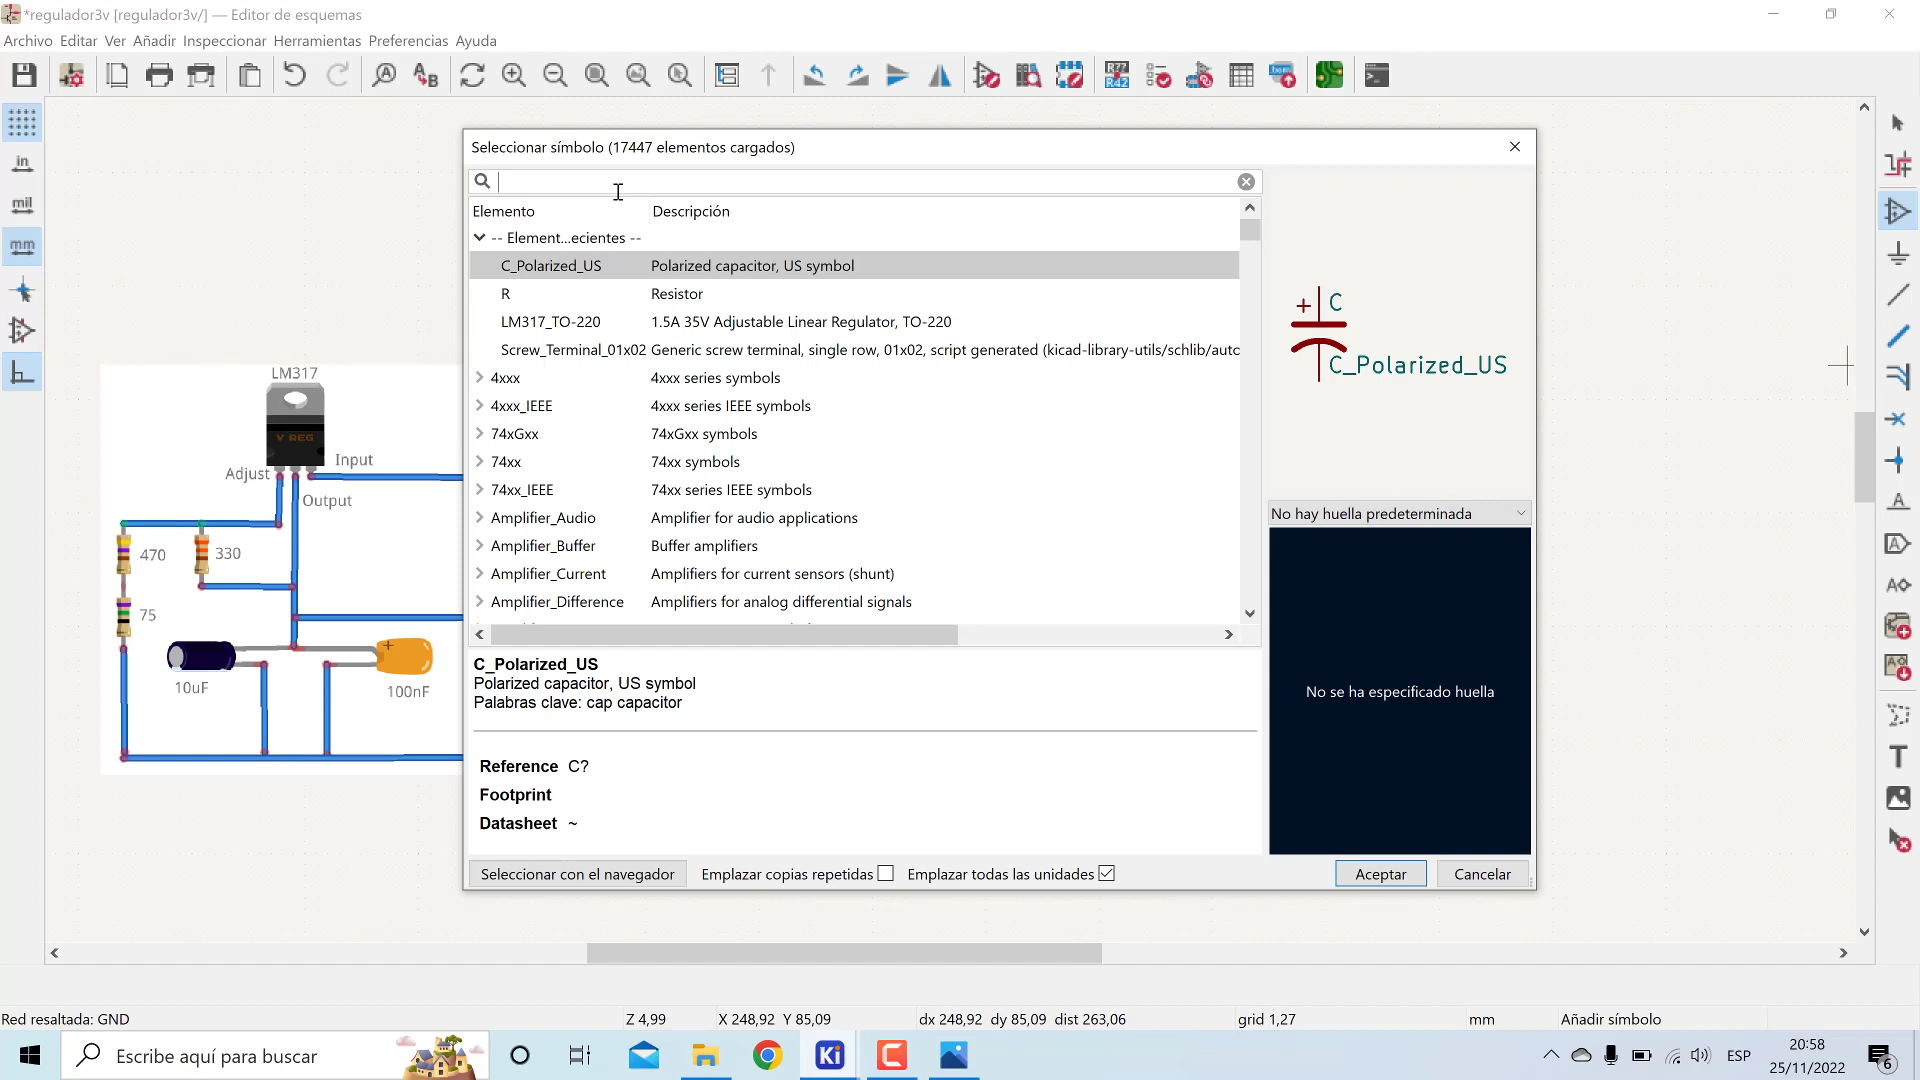 *regulador3v [regulador3v/] — Editor de esquemas
Archivo Editar Ver Añadir Inspeccionar Herramientas Preferencias Ayuda
Seleccionar símbolo (17447 elementos cargados)
Elemento Descripción
-- Element...ecientes --
C_Polarized_US Polarized capacitor, US symbol
R Resistor
LM317_TO-220 1.5A 35V Adjustable Linear Regulator, TO-220
Screw_Terminal_01x02 Generic screw terminal, single row, 01x02, script generated (kicad-library-utils/schlib/autc
4xxx 4xxx series symbols
4xxx_IEEE 4xxx series IEEE symbols
74xGxx 74xGxx symbols
74xx 74xx symbols
74xx_IEEE 74xx series IEEE symbols
Amplifier_Audio Amplifier for audio applications
Amplifier_Buffer Buffer amplifiers
Amplifier_Current Amplifiers for current sensors (shunt)
Amplifier_Difference Amplifiers for analog differential signals
C_Polarized_US
Polarized capacitor, US symbol
Palabras clave: cap capacitor
Reference C?
Footprint
Datasheet ~
Seleccionar con el navegador Emplazar copias repetidas Emplazar todas las unidades Aceptar Cancelar
+ C
C_Polarized_US
No hay huella predeterminada
No se ha especificado huella
in
mil
mm
R??
R42
bom
LM317
V REG
Input
Adjust
Output
470
330
75
+
10uF
100nF
Red resaltada: GND Z 4,99 X 248,92 Y 85,09 dx 248,92 dy 85,09 dist 263,06 grid 1,27 mm Añadir símbolo
Escribe aquí para buscar
Ki
ESP
20:58
25/11/2022
6